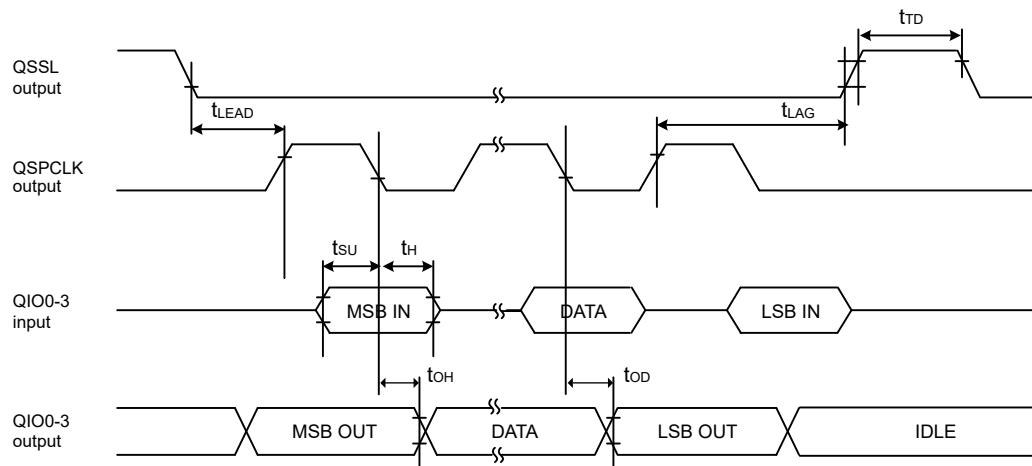 QSSL
output
tTD
tLEAD
tLAG
QSPCLK
output
tSU
tH
QIO0-3
input
MSB IN
DATA
LSB IN
tOH
tOD
QIO0-3
output
MSB OUT
DATA
LSB OUT
IDLE